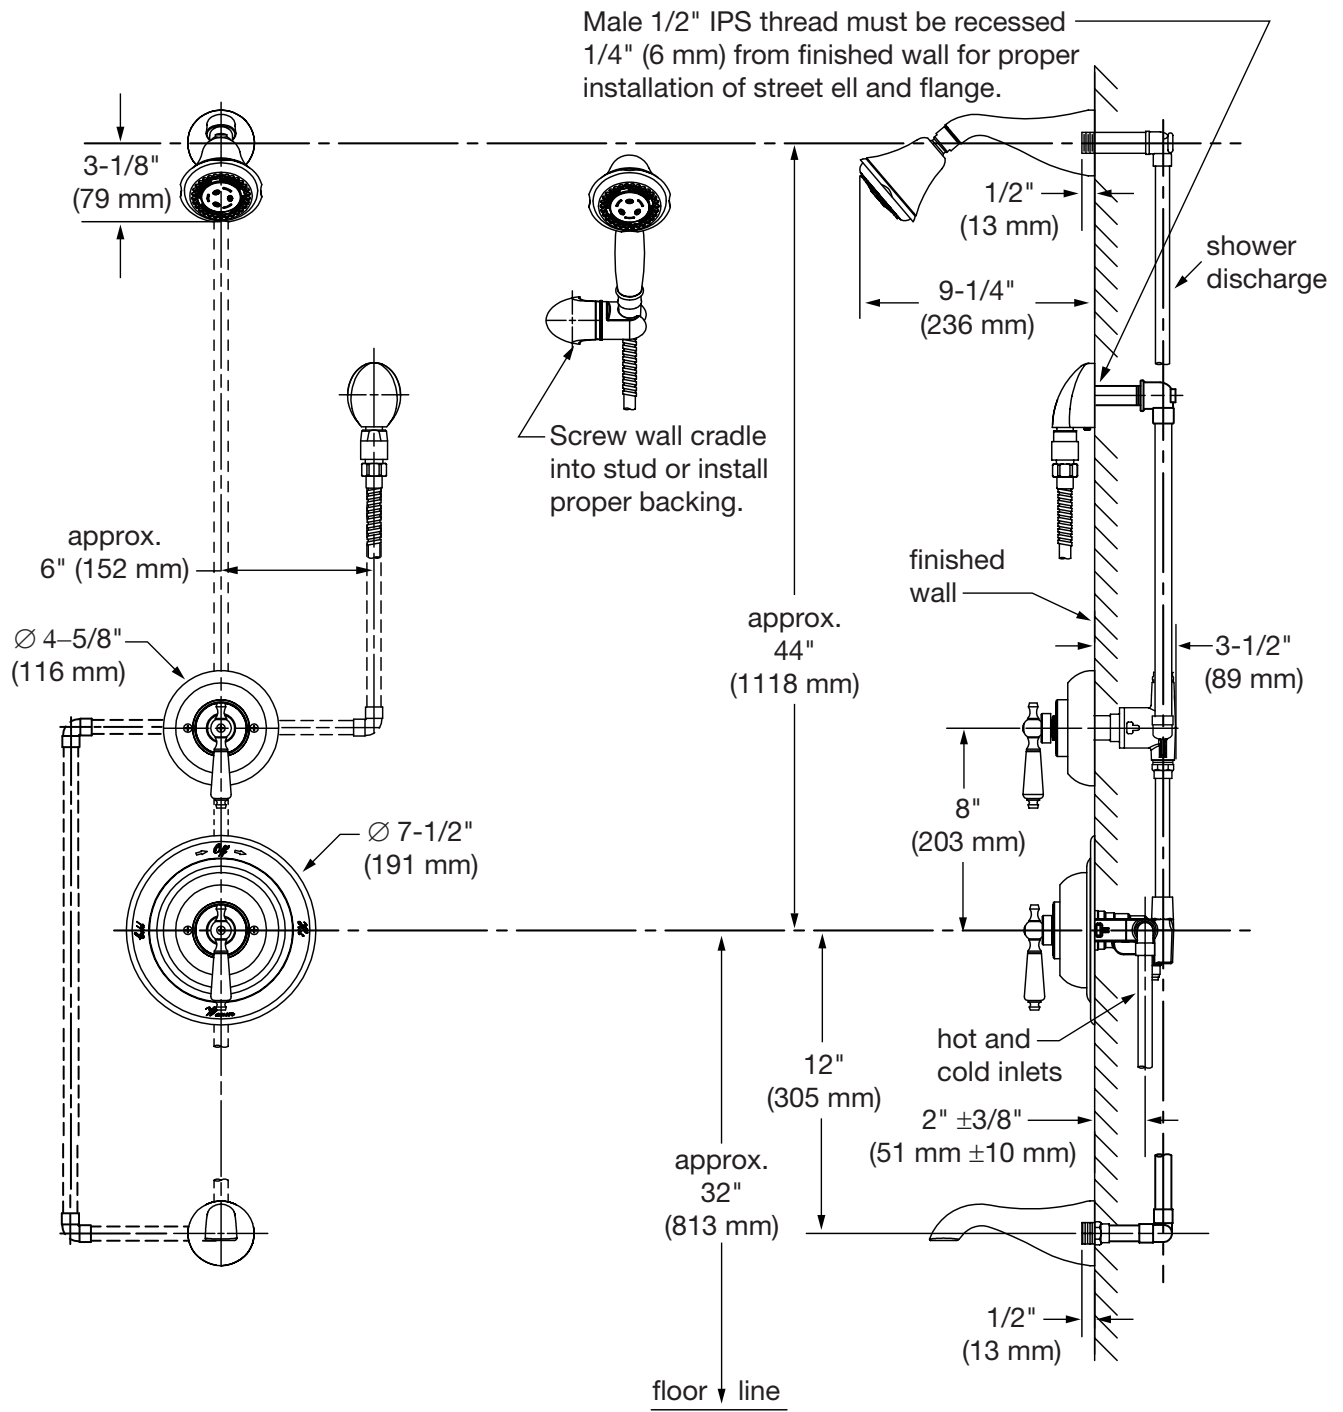 Male 1/2" IPS thread must be recessed
1/4" (6 mm) from finished wall for proper
installation of street ell and flange.
3-1/8"
(79 mm)
1/2"
(13 mm)
shower
discharge
9-1/4"
(236 mm)
Screw wall cradle
into stud or install
proper backing.
approx.
6" (152 mm)
finished
wall
approx.
44"
(1118 mm)
∅ 4–5/8"
(116 mm)
3-1/2"
(89 mm)
8"
(203 mm)
∅ 7-1/2"
(191 mm)
Off
hot and
cold inlets
12"
(305 mm)
2" ±3/8"
(51 mm ±10 mm)
approx.
32"
(813 mm)
1/2"
(13 mm)
floor line